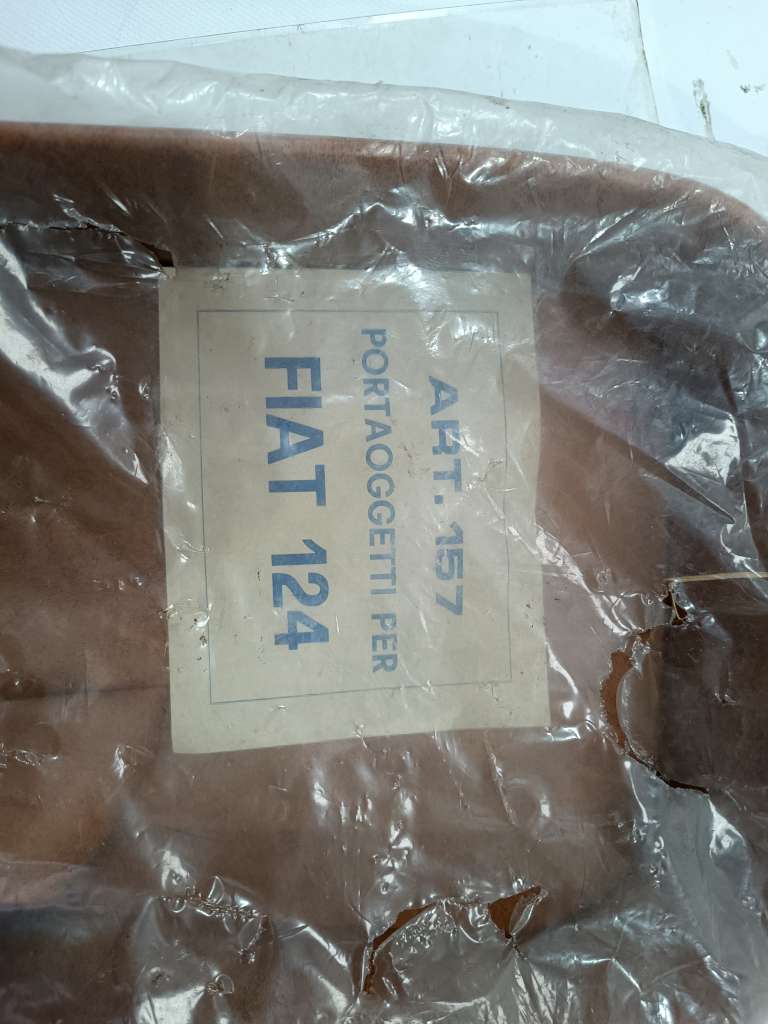 ART. 157
PORTAOGGETTI PER
FIAT 124